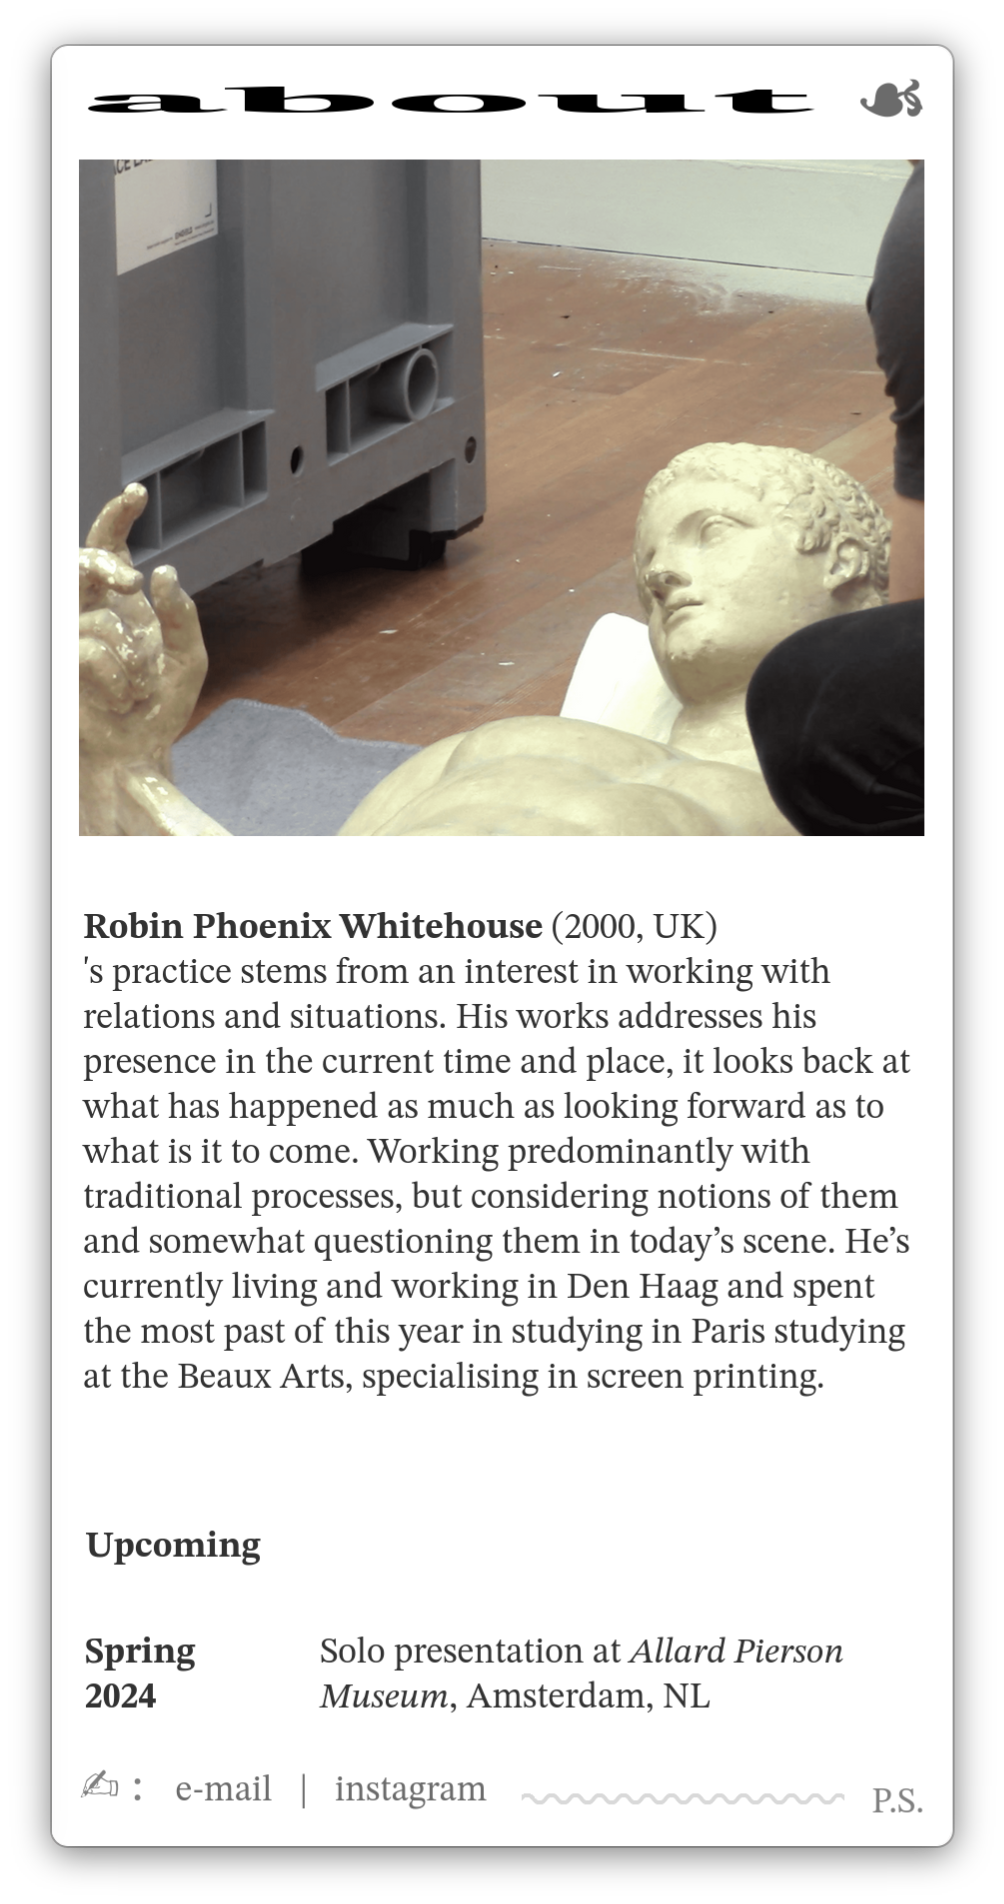 about ☙
Robin Phoenix Whitehouse (2000, UK)
's practice stems from an interest in working with
relations and situations. His works addresses his
presence in the current time and place, it looks back at
what has happened as much as looking forward as to
what is it to come. Working predominantly with
traditional processes, but considering notions of them
and somewhat questioning them in today’s scene. He’s
currently living and working in Den Haag and spent
the most past of this year in studying in Paris studying
at the Beaux Arts, specialising in screen printing.
Upcoming
Spring
2024
Solo presentation at Allard Pierson
Museum, Amsterdam, NL
✍ : e-mail | instagram P.S.